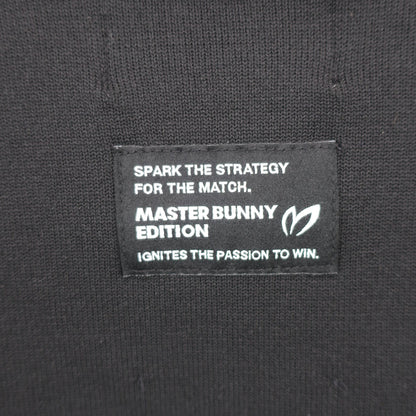 SPARK THE STRATEGY
FOR THE MATCH.
MASTER BUNNY
EDITION
IGNITES THE PASSION TO WIN.